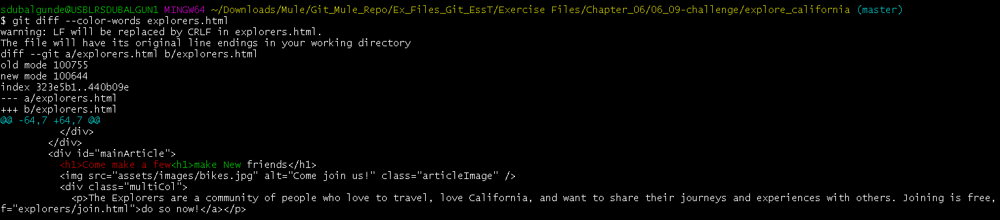 sdubalgunde@USBLRSDUBALGUN1 MINGW64 ~/Downloads/Mule/Git_Mule_Repo/Ex_Files_Git_EssT/Exercise Files/Chapter_06/06_09-challenge/explore_california (master)
$ git diff --color-words explorers.html
warning: LF will be replaced by CRLF in explorers.html.
The file will have its original line endings in your working directory
diff --git a/explorers.html b/explorers.html
old mode 100755
new mode 100644
index 323e5b1..440b09e
--- a/explorers.html
+++ b/explorers.html
@@ -64,7 +64,7 @@
          </div>
        </div>
        <div id="mainArticle">
          <h1>Come make a few<h1>make New friends</h1>
          <img src="assets/images/bikes.jpg" alt="Come join us!" class="articleImage" />
          <div class="multiCol">
            <p>The Explorers are a community of people who love to travel, love California, and want to share their journeys and experiences with others. Joining is free,
f="explorers/join.html">do so now!</a></p>